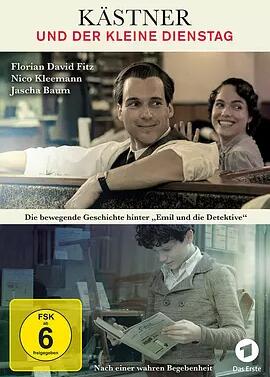 KÄSTNER
UND DER KLEINE DIENSTAG
Florian David Fitz
Nico Kleemann
Jascha Baum
Die bewegende Geschichte hinter „Emil und die Detektive“
FSK
ab
6
freigegeben
Nach einer wahren Begebenheit
1
Das Erste